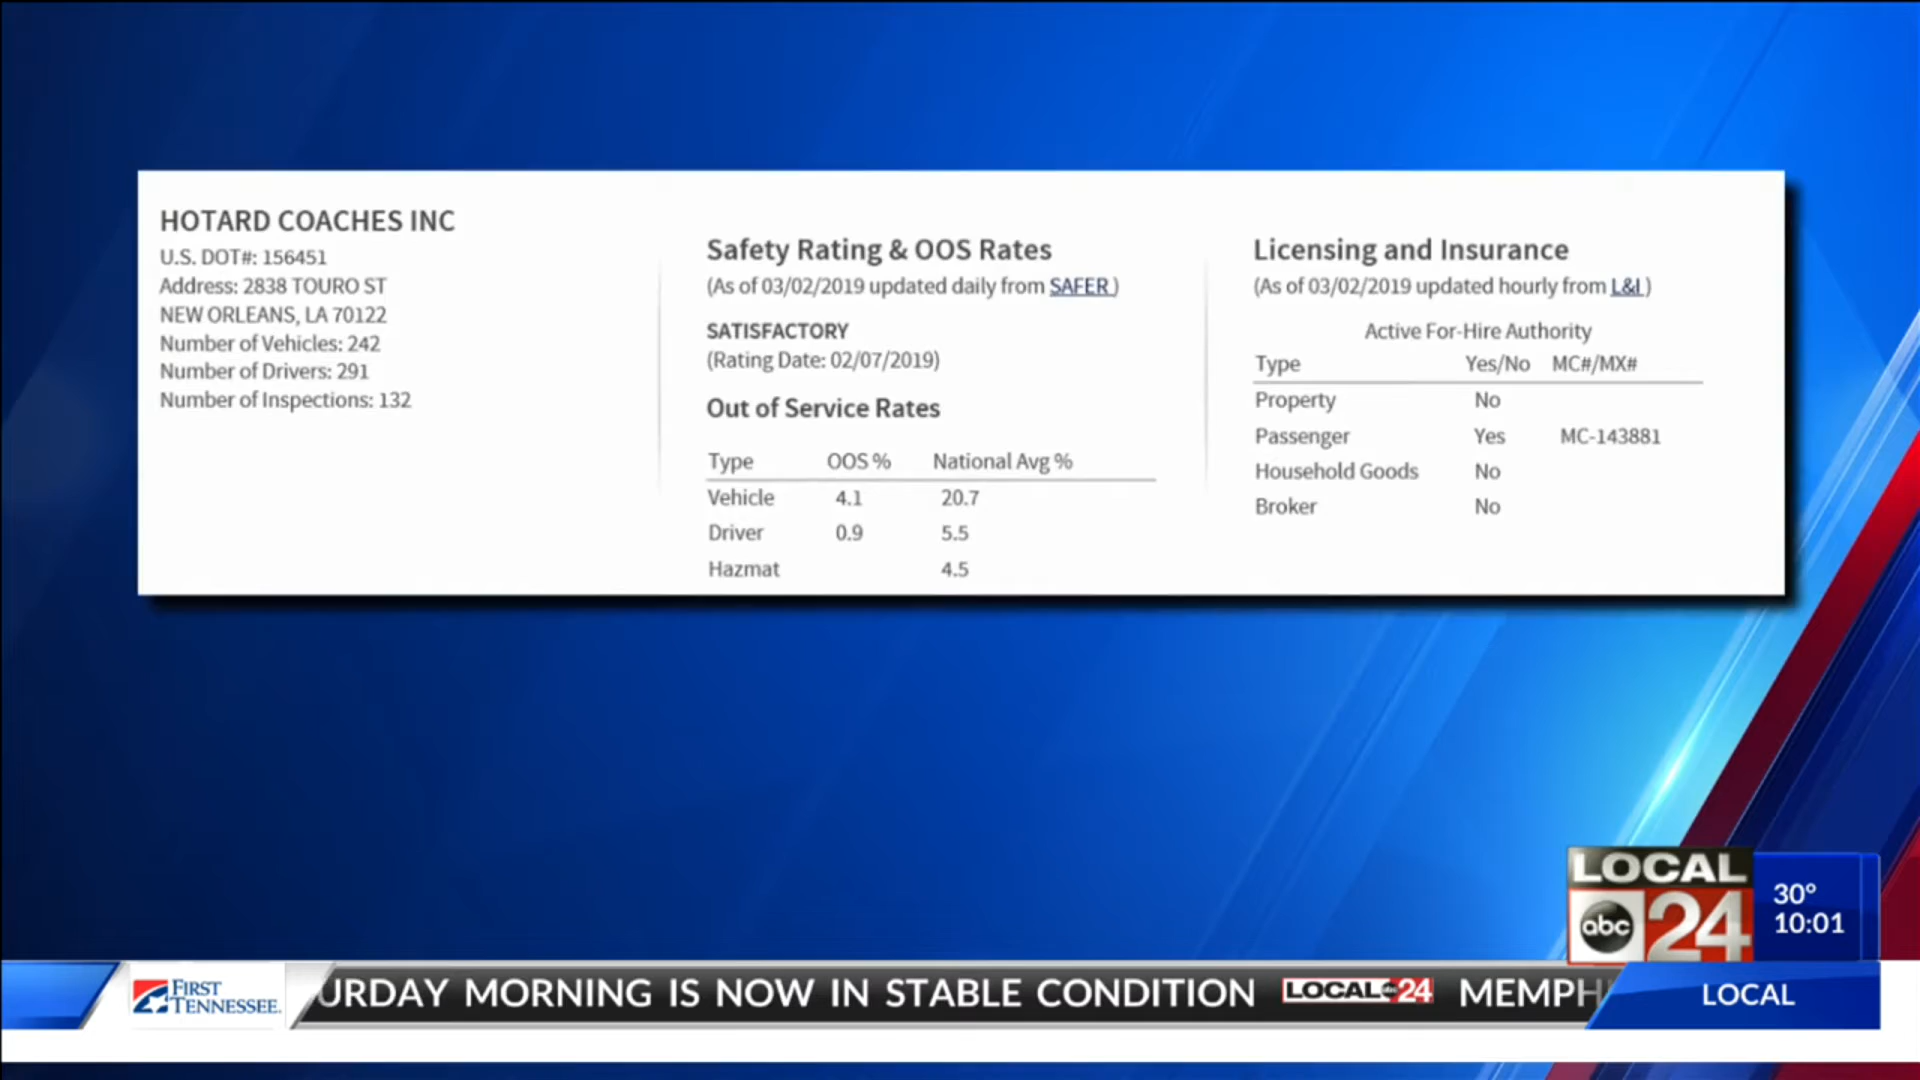 HOTARD COACHES INC
U.S. DOT#: 156451
Address: 2838 TOURO ST
NEW ORLEANS, LA 70122
Number of Vehicles: 242
Number of Drivers: 291
Number of Inspections: 132
Safety Rating & OOS Rates
(As of 03/02/2019 updated daily from SAFER )
SATISFACTORY
(Rating Date: 02/07/2019)
Out of Service Rates
Type OOS % National Avg %
Vehicle 4.1 20.7
Driver 0.9 5.5
Hazmat 4.5
Licensing and Insurance
(As of 03/02/2019 updated hourly from L&I )
Active For-Hire Authority
Type Yes/No MC#/MX#
Property No
Passenger Yes MC-143881
Household Goods No
Broker No
LOCAL
abc 24
30°
10:01
FIRST
TENNESSEE.
URDAY MORNING IS NOW IN STABLE CONDITION LOCAL abc 24 MEMPH
LOCAL